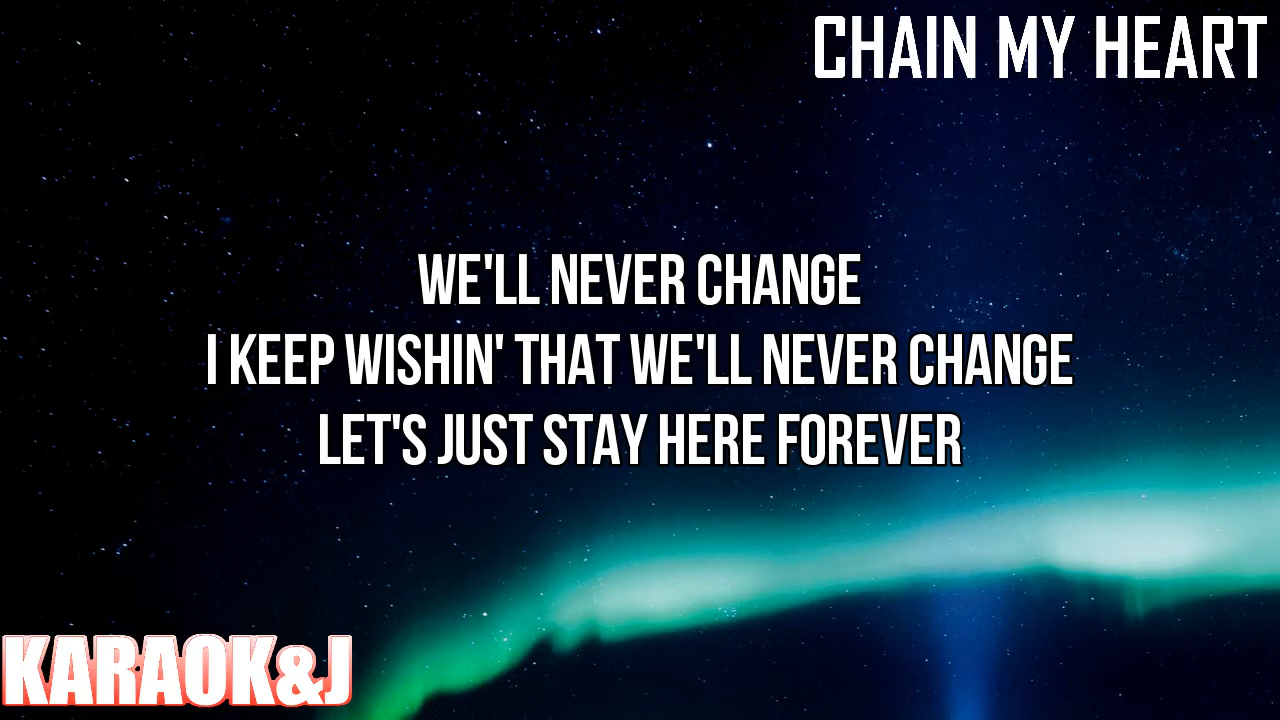 CHAIN MY HEART
WE'LL NEVER CHANGE
I KEEP WISHIN' THAT WE'LL NEVER CHANGE
LET'S JUST STAY HERE FOREVER
KARAOK&J